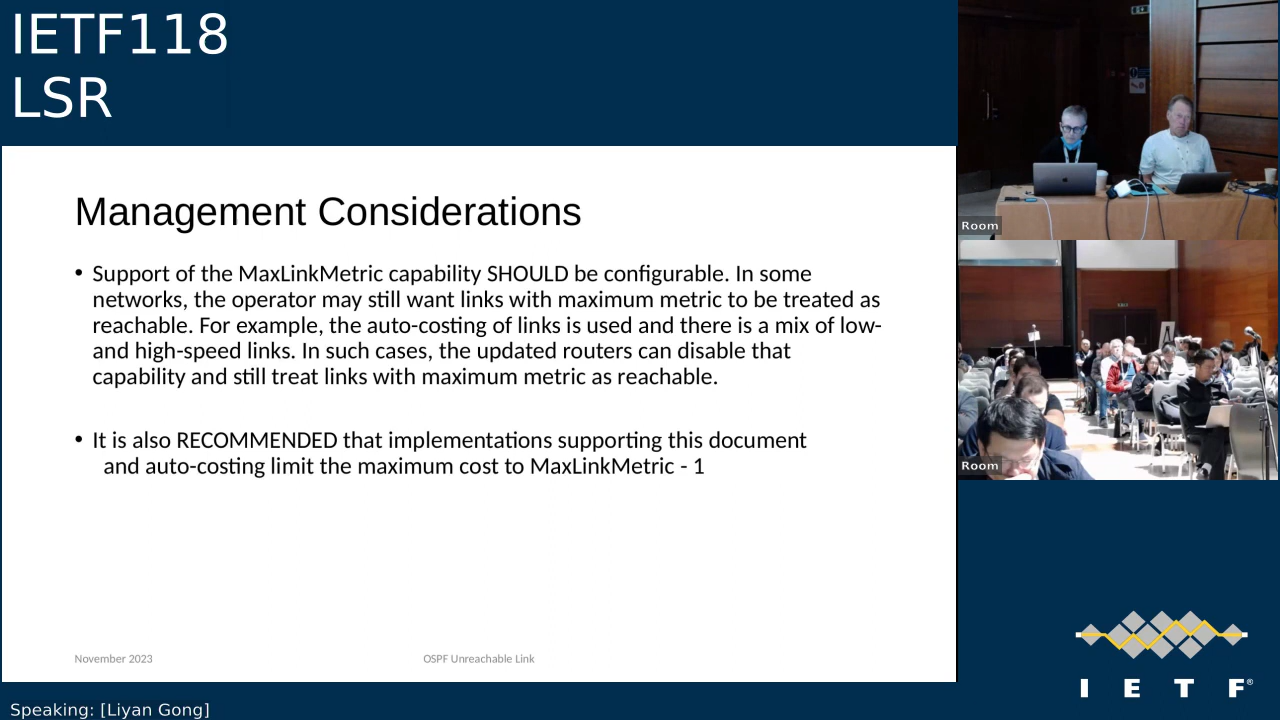 IETF118
LSR
Management Considerations
• Support of the MaxLinkMetric capability SHOULD be configurable. In some
networks, the operator may still want links with maximum metric to be treated as
reachable. For example, the auto-costing of links is used and there is a mix of low-
and high-speed links. In such cases, the updated routers can disable that
capability and still treat links with maximum metric as reachable.
• It is also RECOMMENDED that implementations supporting this document
and auto-costing limit the maximum cost to MaxLinkMetric - 1
November 2023
OSPF Unreachable Link
Room
Room
I E T F®
Speaking: [Liyan Gong]